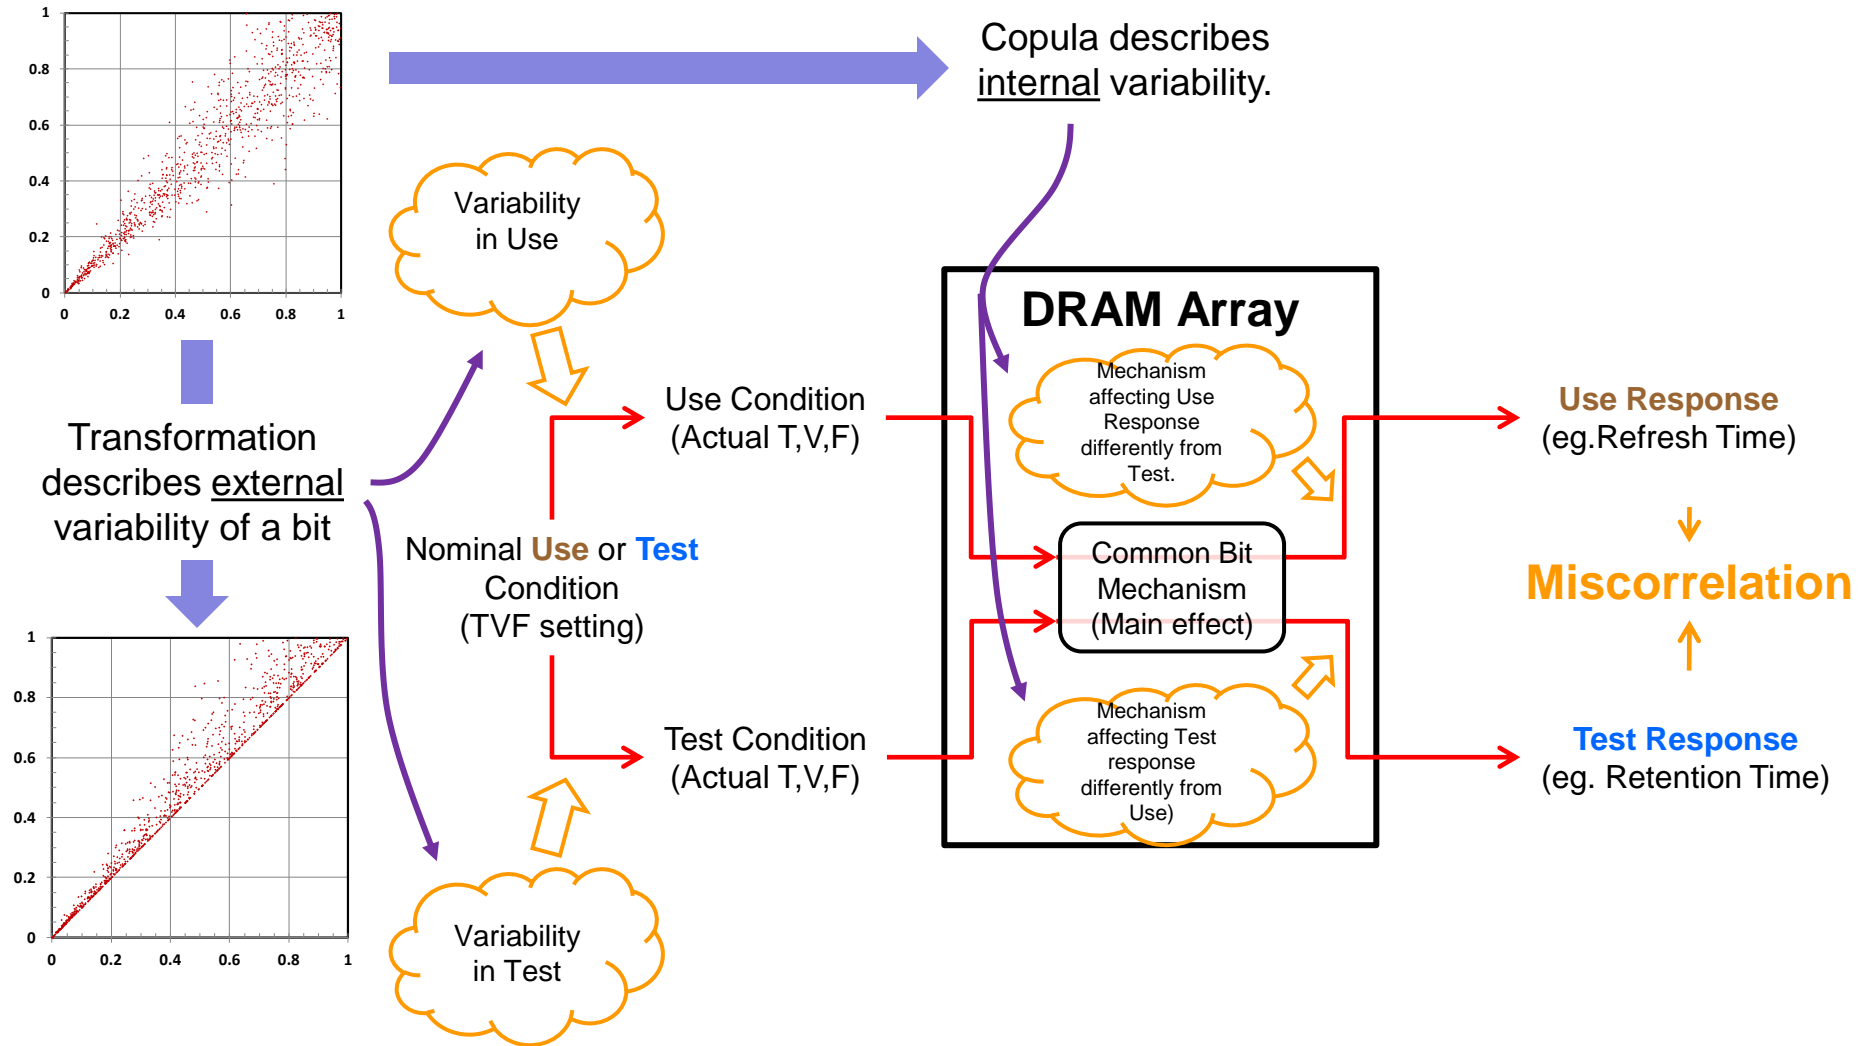 1
0.8
0.6
0.4
0.2
0
0 0.2 0.4 0.6 0.8 1
Copula describes
internal variability.
Variability
in Use
Transformation
describes external
variability of a bit
Nominal Use or Test
Condition
(TVF setting)
Use Condition
(Actual T,V,F)
Test Condition
(Actual T,V,F)
DRAM Array
Mechanism
affecting Use
Response
differently from
Test.
Common Bit
Mechanism
(Main effect)
Mechanism
affecting Test
response
differently from
Use)
Use Response
(eg.Refresh Time)
Miscorrelation
Test Response
(eg. Retention Time)
1
0.8
0.6
0.4
0.2
0
0 0.2 0.4 0.6 0.8 1
Variability
in Test